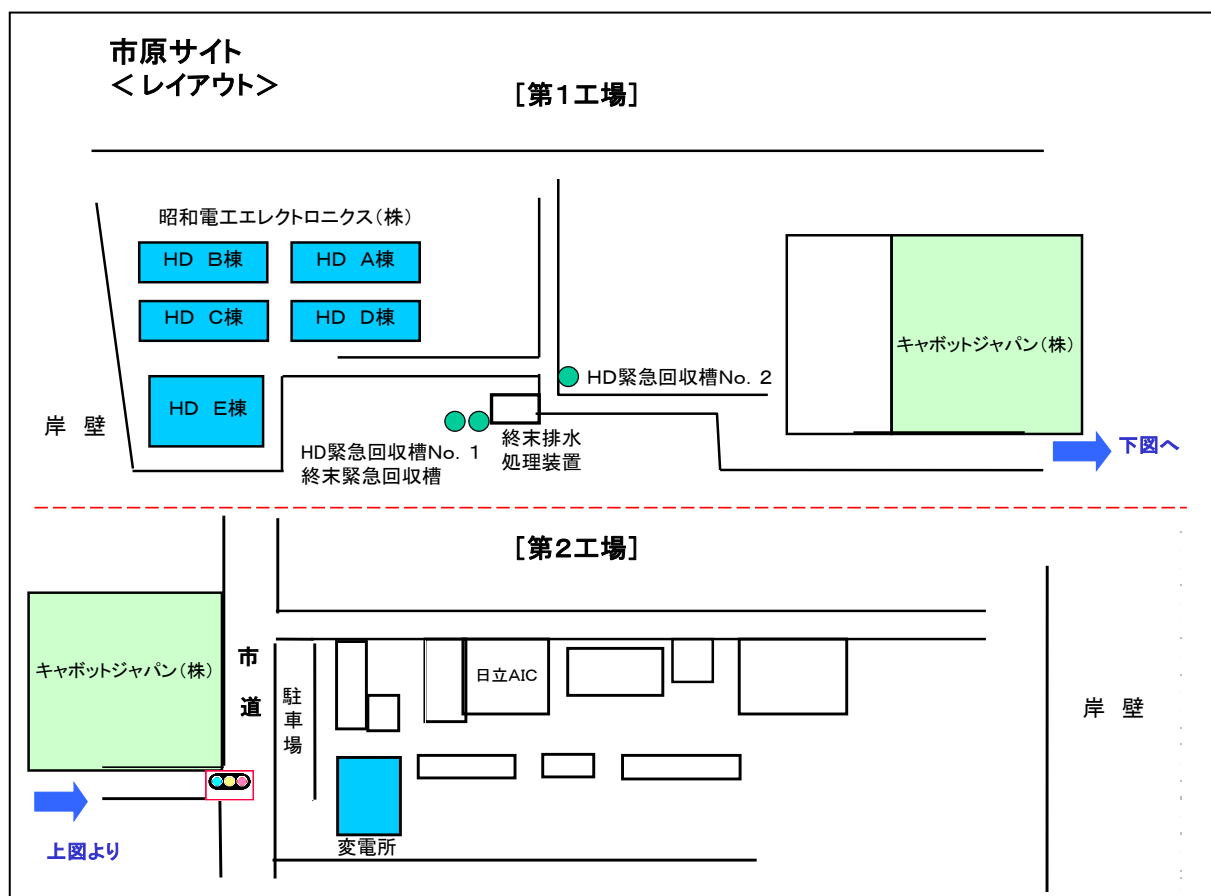 市原サイト
＜レイアウト＞
[第1工場]
昭和電工エレクトロニクス（株）
HD　B棟
HD　A棟
HD　C棟
HD　D棟
HD　E棟
岸　壁
キャボットジャパン（株）
HD緊急回収槽No．2
HD緊急回収槽No．1
終末緊急回収槽
終末排水
処理装置
下図へ
[第2工場]
キャボットジャパン（株）
市
道
駐
車
場
日立AIC
岸　壁
変電所
上図より